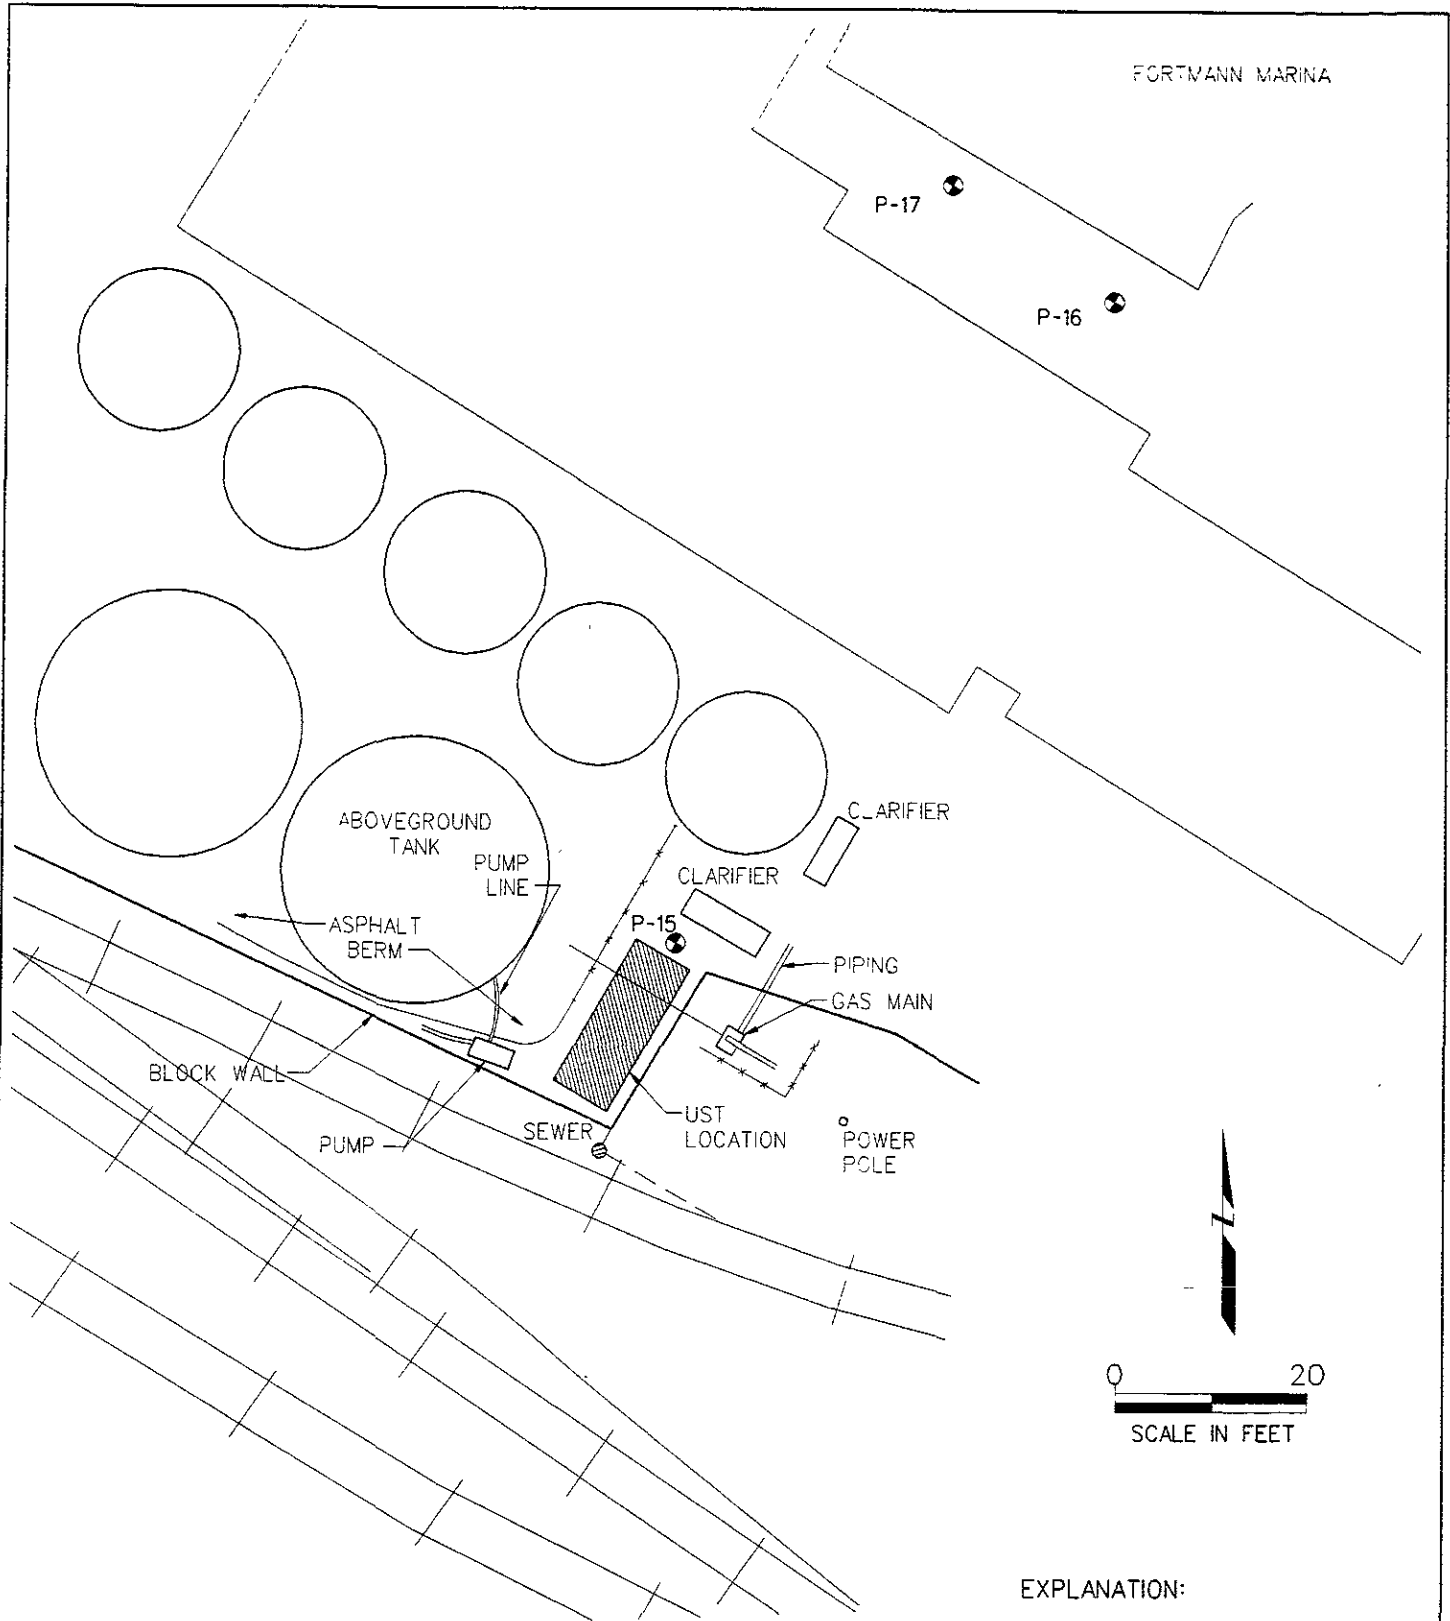 FORTMANN MARINA
P-17
P-16
CLARIFIER
ABOVEGROUND
TANK
PUMP
LINE
CLARIFIER
P-15
ASPHALT
BERM
PIPING
GAS MAIN
BLOCK WALL
UST
LOCATION
SEWER
PUMP
POWER
POLE
Z
0 20
SCALE IN FEET
EXPLANATION: